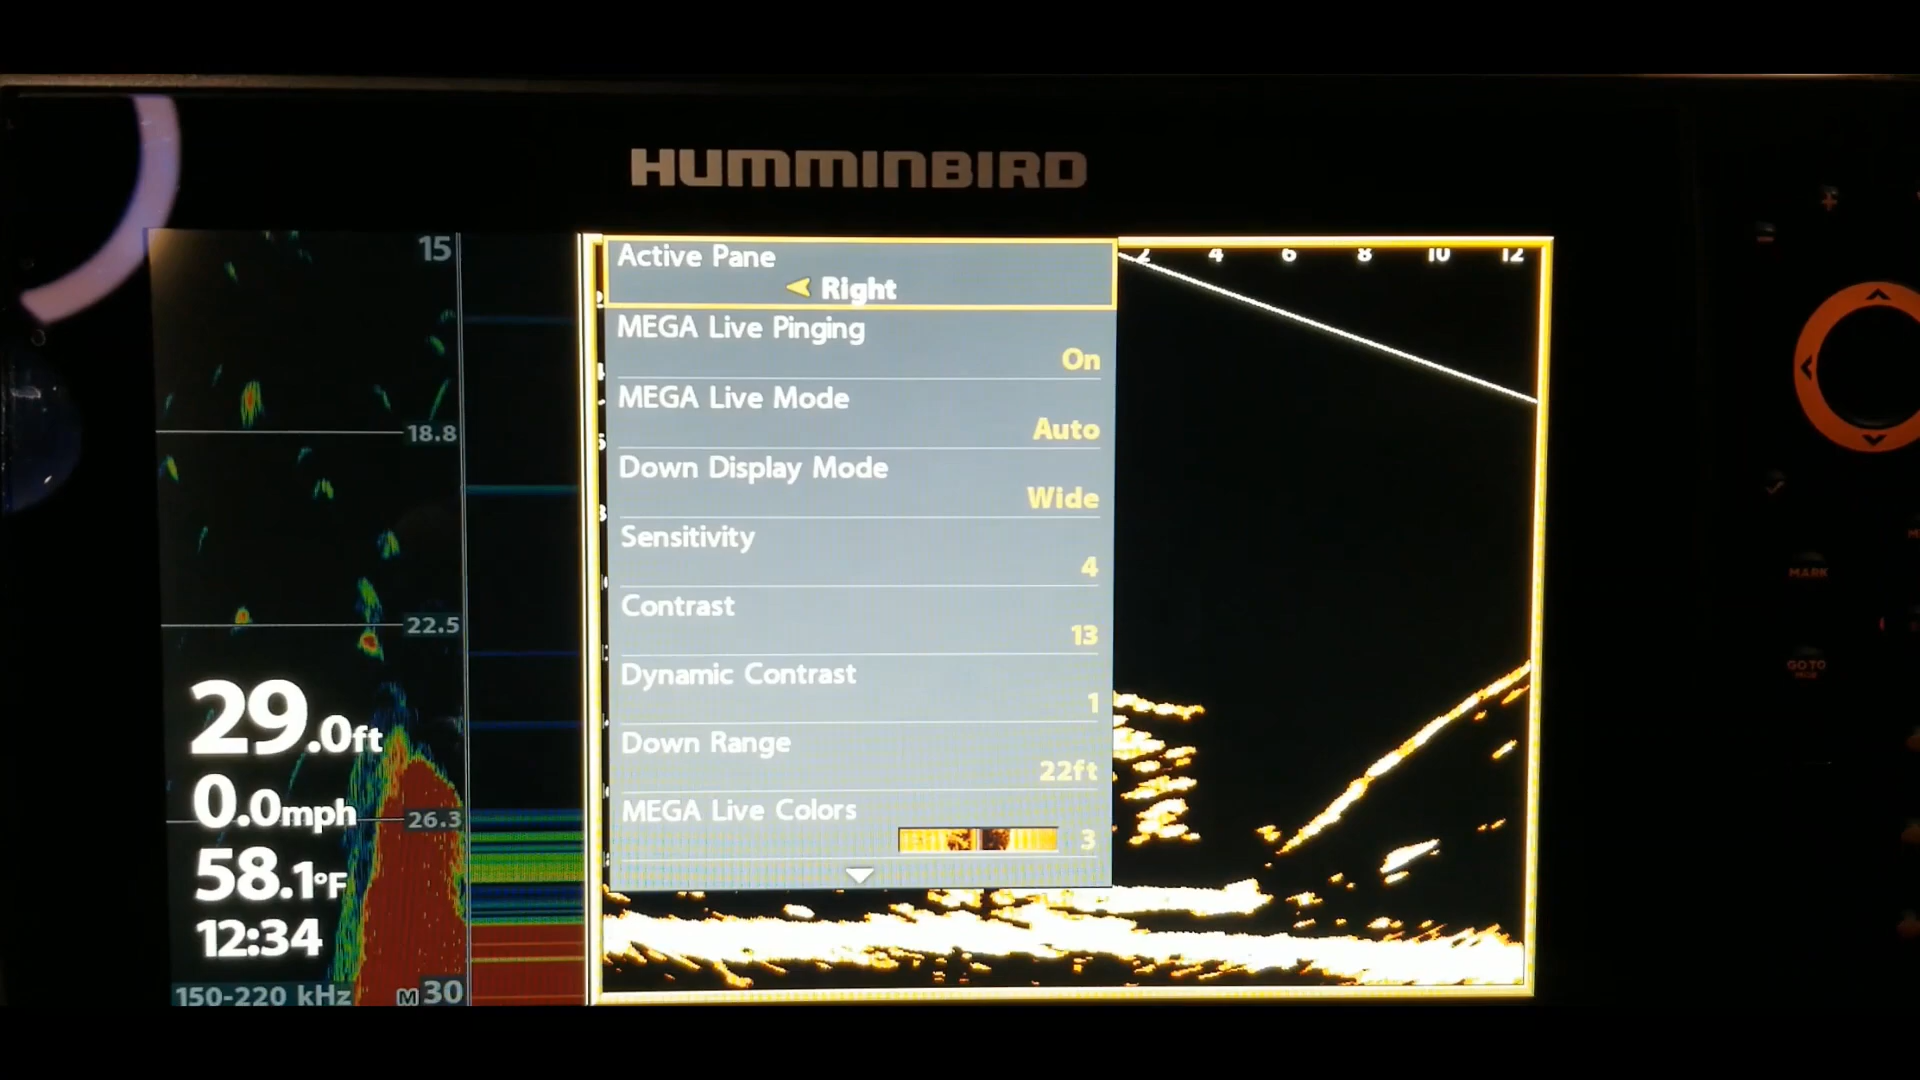 HUMMINBIRD
15
18.8
22.5
29.0ft
0.0mph
26.3
58.1°F
12:34
150-220 kHz
M 30
Active Pane
Right
MEGA Live Pinging
On
MEGA Live Mode
Auto
Down Display Mode
Wide
Sensitivity
4
Contrast
13
Dynamic Contrast
1
Down Range
22ft
MEGA Live Colors
3
2 4 6 8 10 12
MARK
GO TO